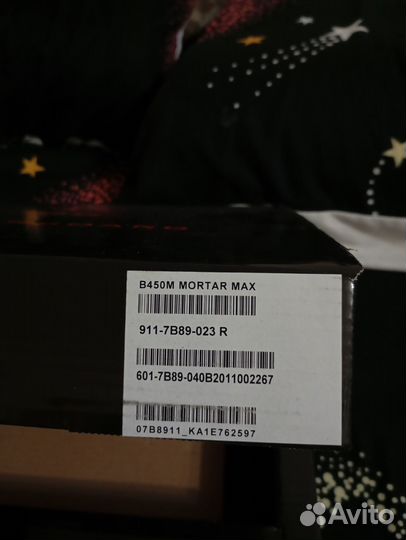 B450M MORTAR MAX
911-7B89-023 R
601-7B89-040B2011002267
07B8911_KA1E762597
Avito